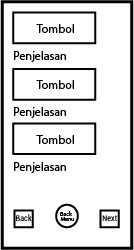 Tombol
Penjelasan
Tombol
Penjelasan
Tombol
Penjelasan
Back
Back
Menu
Next